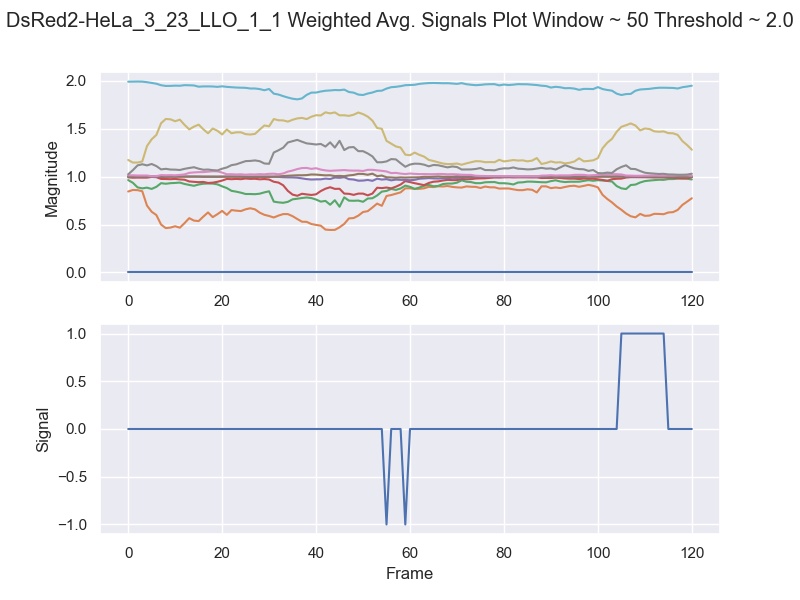 DsRed2-HeLa_3_23_LLO_1_1 Weighted Avg. Signals Plot Window ~ 50 Threshold ~ 2.0
2.0
1.5
1.0
0.5
0.0
Magnitude
0 20 40 60 80 100 120
1.0
0.5
0.0
−0.5
−1.0
Signal
0 20 40 60 80 100 120
Frame